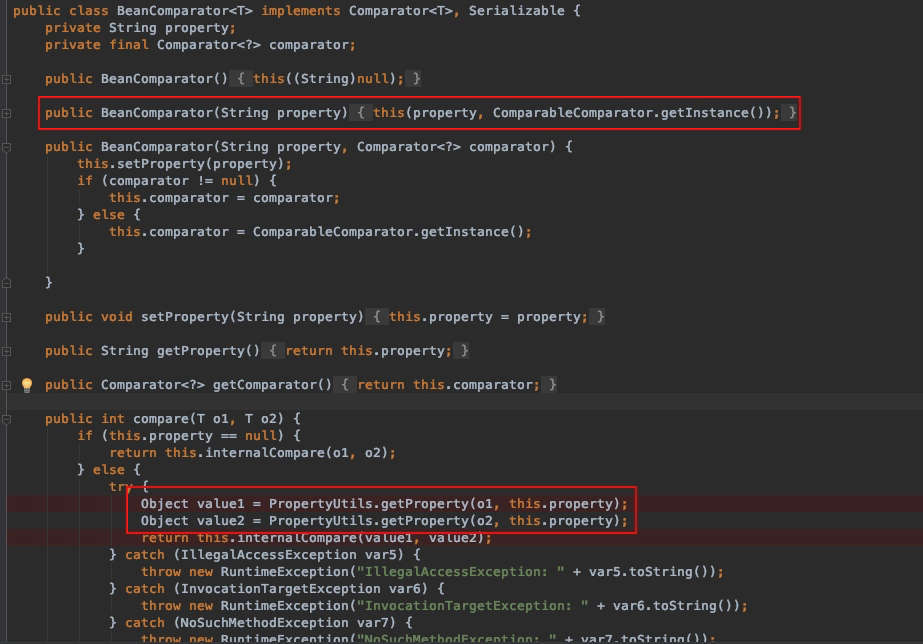 public class BeanComparator<T> implements Comparator<T>, Serializable {
private String property;
private final Comparator<?> comparator;
public BeanComparator() { this((String)null); }
public BeanComparator(String property) { this(property, ComparableComparator.getInstance()); }
public BeanComparator(String property, Comparator<?> comparator) {
this.setProperty(property);
if (comparator != null) {
this.comparator = comparator;
} else {
this.comparator = ComparableComparator.getInstance();
}
}
public void setProperty(String property) { this.property = property; }
public String getProperty() { return this.property; }
public Comparator<?> getComparator() { return this.comparator; }
public int compare(T o1, T o2) {
if (this.property == null) {
return this.internalCompare(o1, o2);
} else {
try {
Object value1 = PropertyUtils.getProperty(o1, this.property);
Object value2 = PropertyUtils.getProperty(o2, this.property);
return this.internalCompare(value1, value2);
} catch (IllegalAccessException var5) {
throw new RuntimeException("IllegalAccessException: " + var5.toString());
} catch (InvocationTargetException var6) {
throw new RuntimeException("InvocationTargetException: " + var6.toString());
} catch (NoSuchMethodException var7) {
throw new RuntimeException("NoSuchMethodException: " + var7.toString());